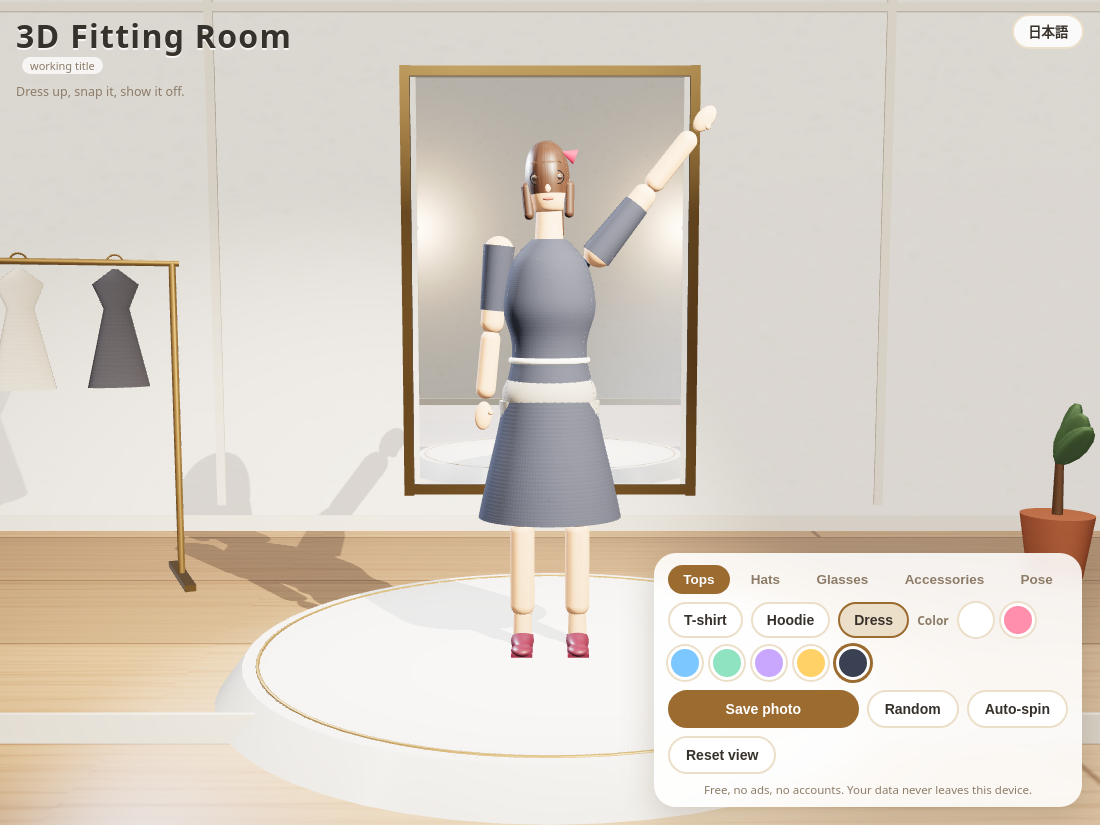 3D Fitting Room
working title
Dress up, snap it, show it off.
日本語
Tops Hats Glasses Accessories Pose
T-shirt Hoodie Dress Color
Save photo Random Auto-spin
Reset view
Free, no ads, no accounts. Your data never leaves this device.